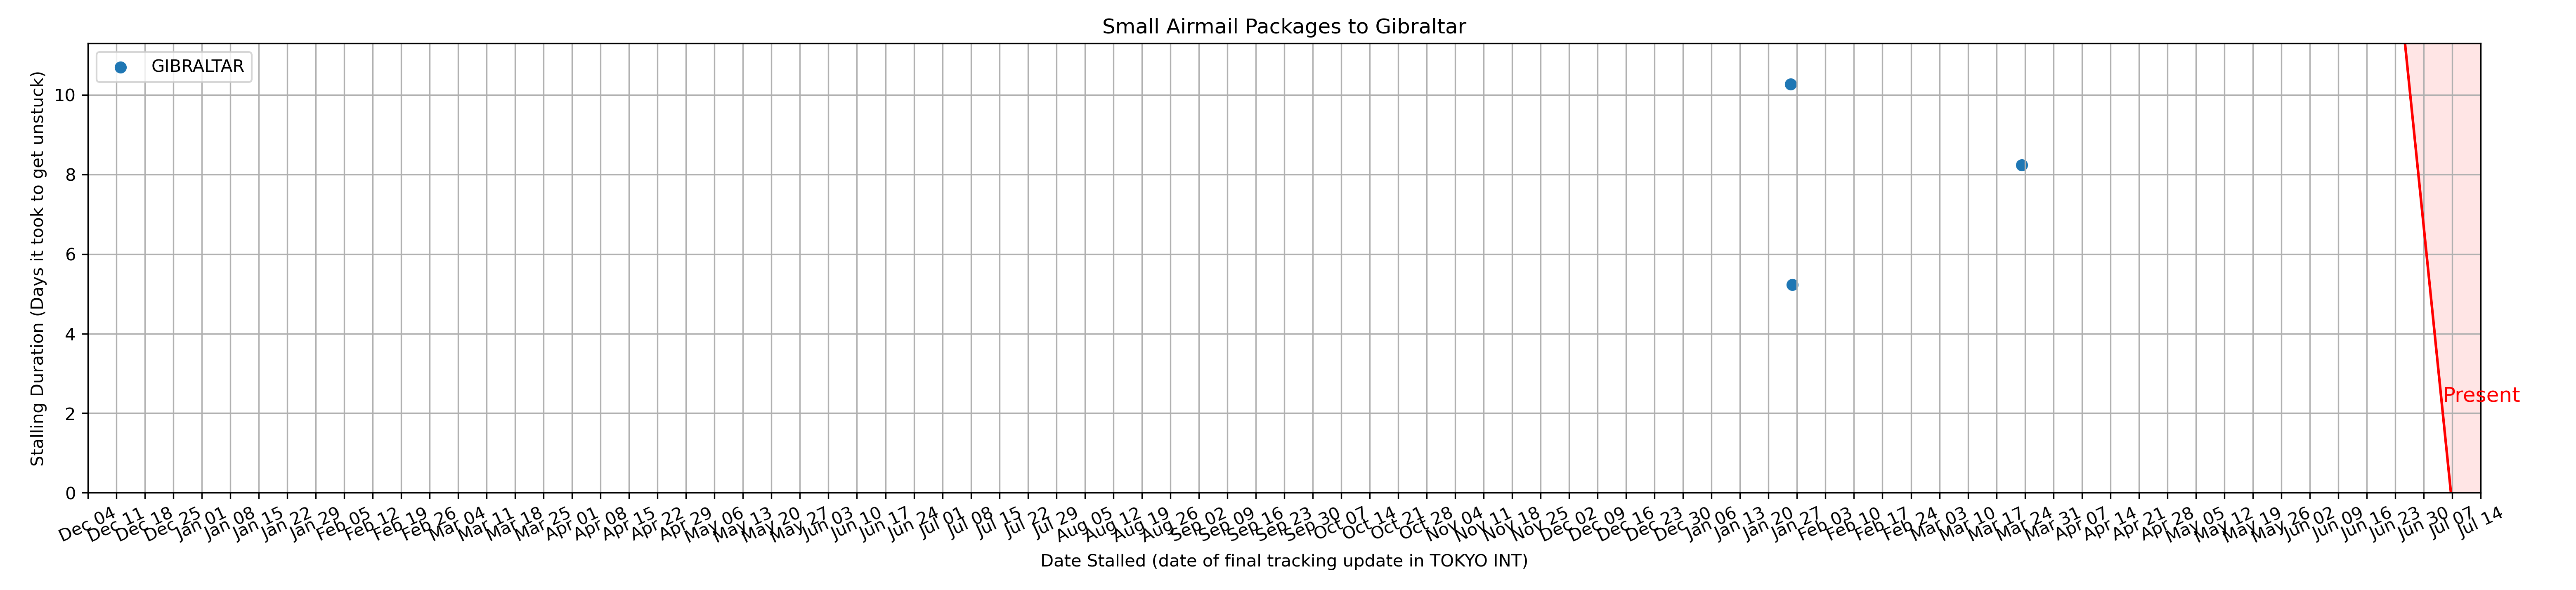 Small Airmail Packages to Gibraltar
GIBRALTAR
Stalling Duration (Days it took to get unstuck)
10
8
6
4
2
0
Present
Dec 04 Dec 11 Dec 18 Dec 25 Jan 01 Jan 08 Jan 15 Jan 22 Jan 29 Feb 05 Feb 12 Feb 19 Feb 26 Mar 04 Mar 11 Mar 18 Mar 25 Apr 01 Apr 08 Apr 15 Apr 22 Apr 29 May 06 May 13 May 20 May 27 Jun 03 Jun 10 Jun 17 Jun 24 Jul 01 Jul 08 Jul 15 Jul 22 Jul 29 Aug 05 Aug 12 Aug 19 Aug 26 Sep 02 Sep 09 Sep 16 Sep 23 Sep 30 Oct 07 Oct 14 Oct 21 Oct 28 Nov 04 Nov 11 Nov 18 Nov 25 Dec 02 Dec 09 Dec 16 Dec 23 Dec 30 Jan 06 Jan 13 Jan 20 Jan 27 Feb 03 Feb 10 Feb 17 Feb 24 Mar 03 Mar 10 Mar 17 Mar 24 Mar 31 Apr 07 Apr 14 Apr 21 Apr 28 May 05 May 12 May 19 May 26 Jun 02 Jun 09 Jun 16 Jun 23 Jun 30 Jul 07 Jul 14
Date Stalled (date of final tracking update in TOKYO INT)